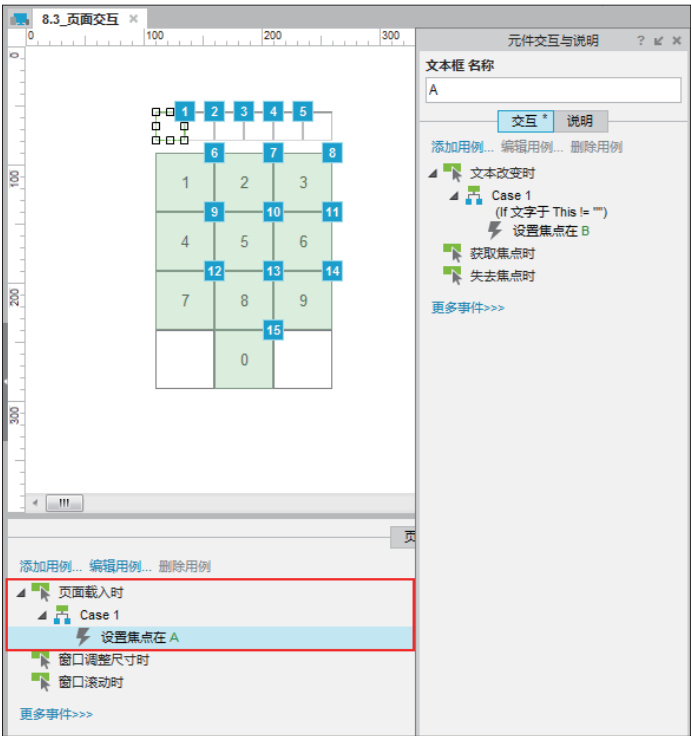 8.3_页面交互 ×
0 100 200 300
0
100
200
300
1 2 3 4 5
6 7 8
1 2 3
9 10 11
4 5 6
12 13 14
7 8 9
15
0
页
添加用例... 编辑用例... 删除用例
页面载入时
Case 1
设置焦点在 A
窗口调整尺寸时
窗口滚动时
更多事件>>>
元件交互与说明 ?
文本框 名称
A
交互 * 说明
添加用例... 编辑用例... 删除用例
文本改变时
Case 1
(If 文字于 This != "")
设置焦点在 B
获取焦点时
失去焦点时
更多事件>>>